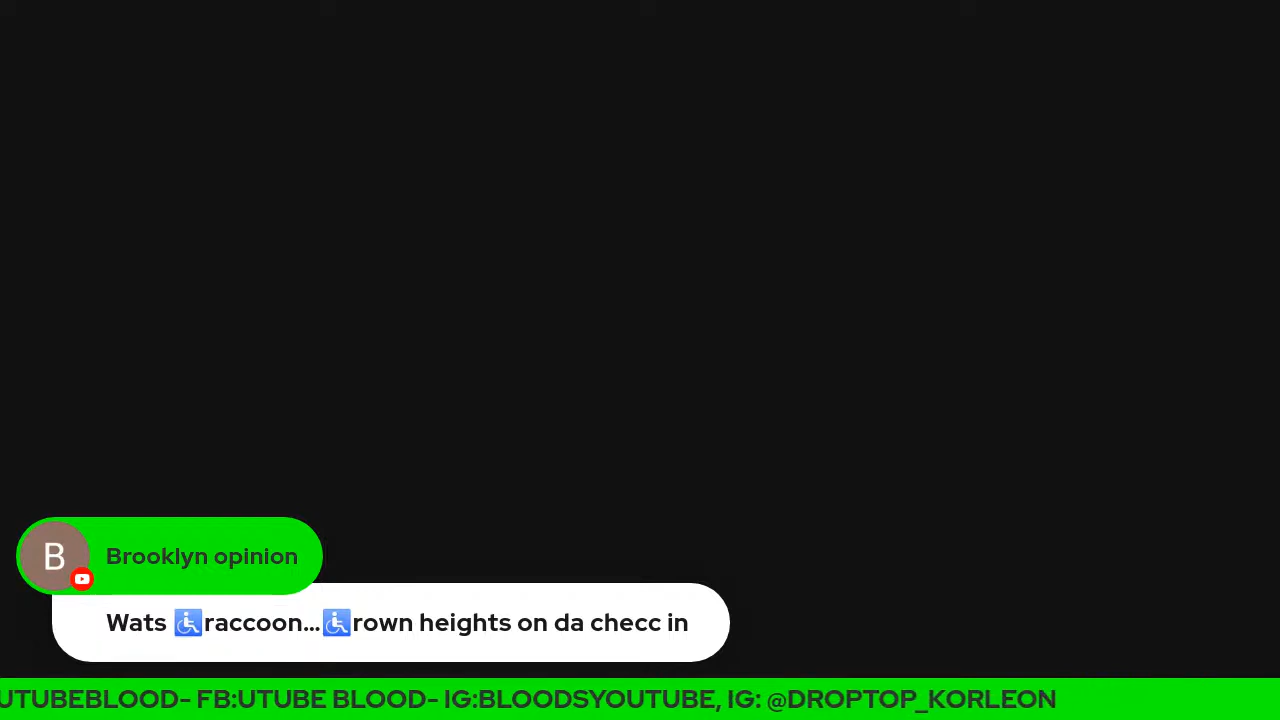 B
Brooklyn opinion
Wats ♿raccoon...♿rown heights on da checc in
UTUBEBLOOD- FB:UTUBE BLOOD- IG:BLOODSYOUTUBE, IG: @DROPTOP_KORLEON